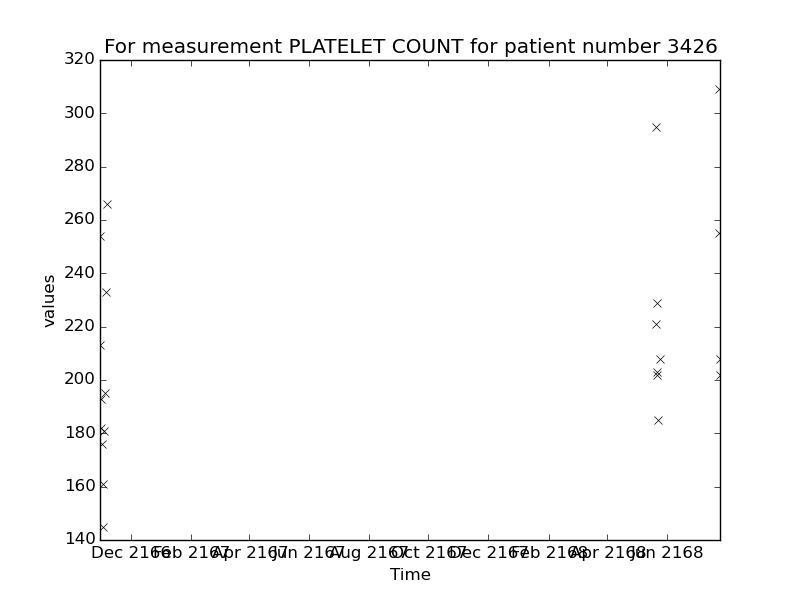 For measurement PLATELET COUNT for patient number 3426
320
300
280
260
240
220
200
180
160
140
values
Dec 2166 Feb 2167 Apr 2167 Jun 2167 Aug 2167 Oct 2167 Dec 2167 Feb 2168 Apr 2168 Jun 2168
Time